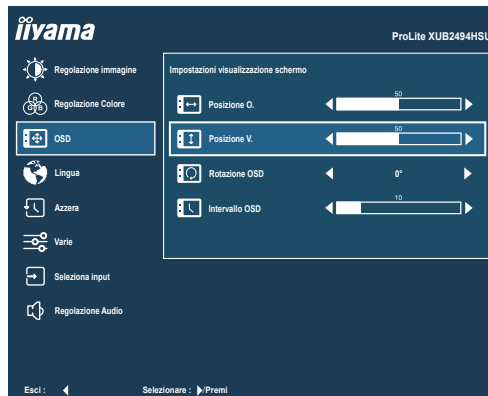 iiyama
ProLite XUB2494HSU
Regolazione immagine
Regolazione Colore
OSD
Lingua
Azzera
Varie
Seleziona input
Regolazione Audio
Impostazioni visualizzazione schermo
Posizione O.
50
Posizione V.
50
Rotazione OSD
0°
Intervallo OSD
10
Esci :
Selezionare : /Premi